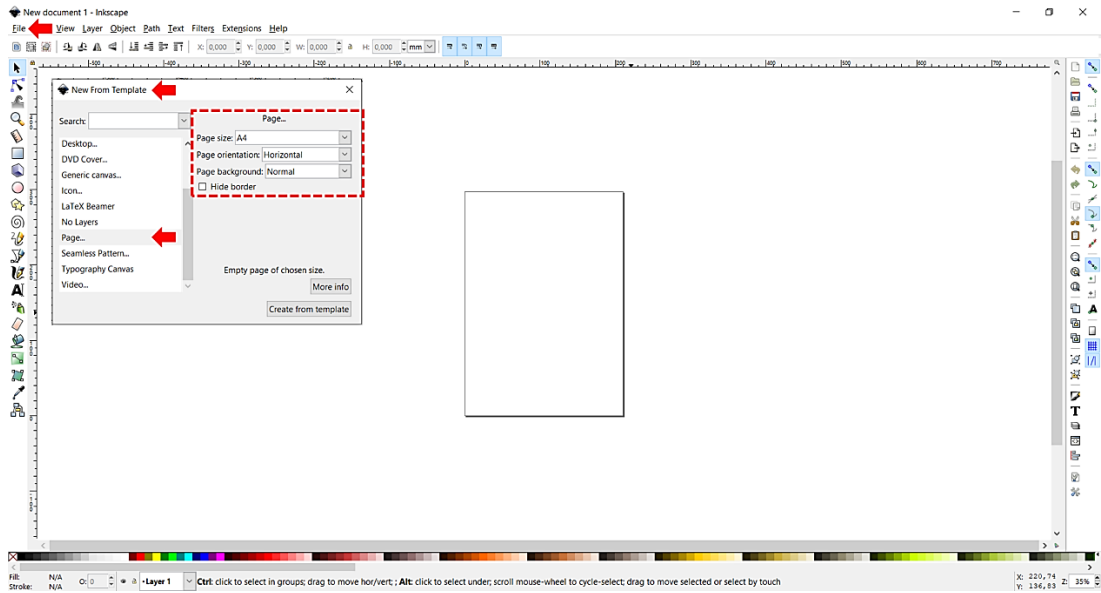 New document 1 - Inkscape
File View Layer Object Path Text Filters Extensions Help
X: 0,000 Y: 0,000 W: 0,000 H: 0,000 mm
New From Template
Search:
Desktop...
DVD Cover...
Generic canvas...
Icon...
LaTeX Beamer
No Layers
Page...
Seamless Pattern...
Typography Canvas
Video...
Page...
Page size: A4
Page orientation: Horizontal
Page background: Normal
Hide border
Empty page of chosen size.
More info
Create from template
Fill: N/A
Stroke: N/A
O: 0
•Layer 1
Ctrl: click to select in groups; drag to move hor/vert; ; Alt: click to select under; scroll mouse-wheel to cycle-select; drag to move selected or select by touch
X: 220,74
Y: 136,83
Z: 35%